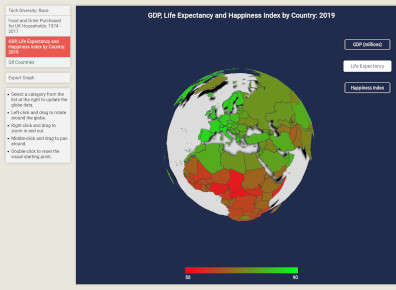 Tech Diversity: Race
Food and Drink Purchased
for UK Households: 1974 -
2017
GDP, Life Expectancy and
Happiness Index by Country:
2019
G8 Countries
Export Graph
Select a category from the
list at the right to update the
globe data.
Left-click and drag to rotate
around the globe.
Right-click and drag to
zoom in and out.
Middle-click and drag to pan
around.
Double-click to reset the
visual starting point.
GDP, Life Expectancy and Happiness Index by Country: 2019
GDP (millions)
Life Expectancy
Happiness Index
50
90